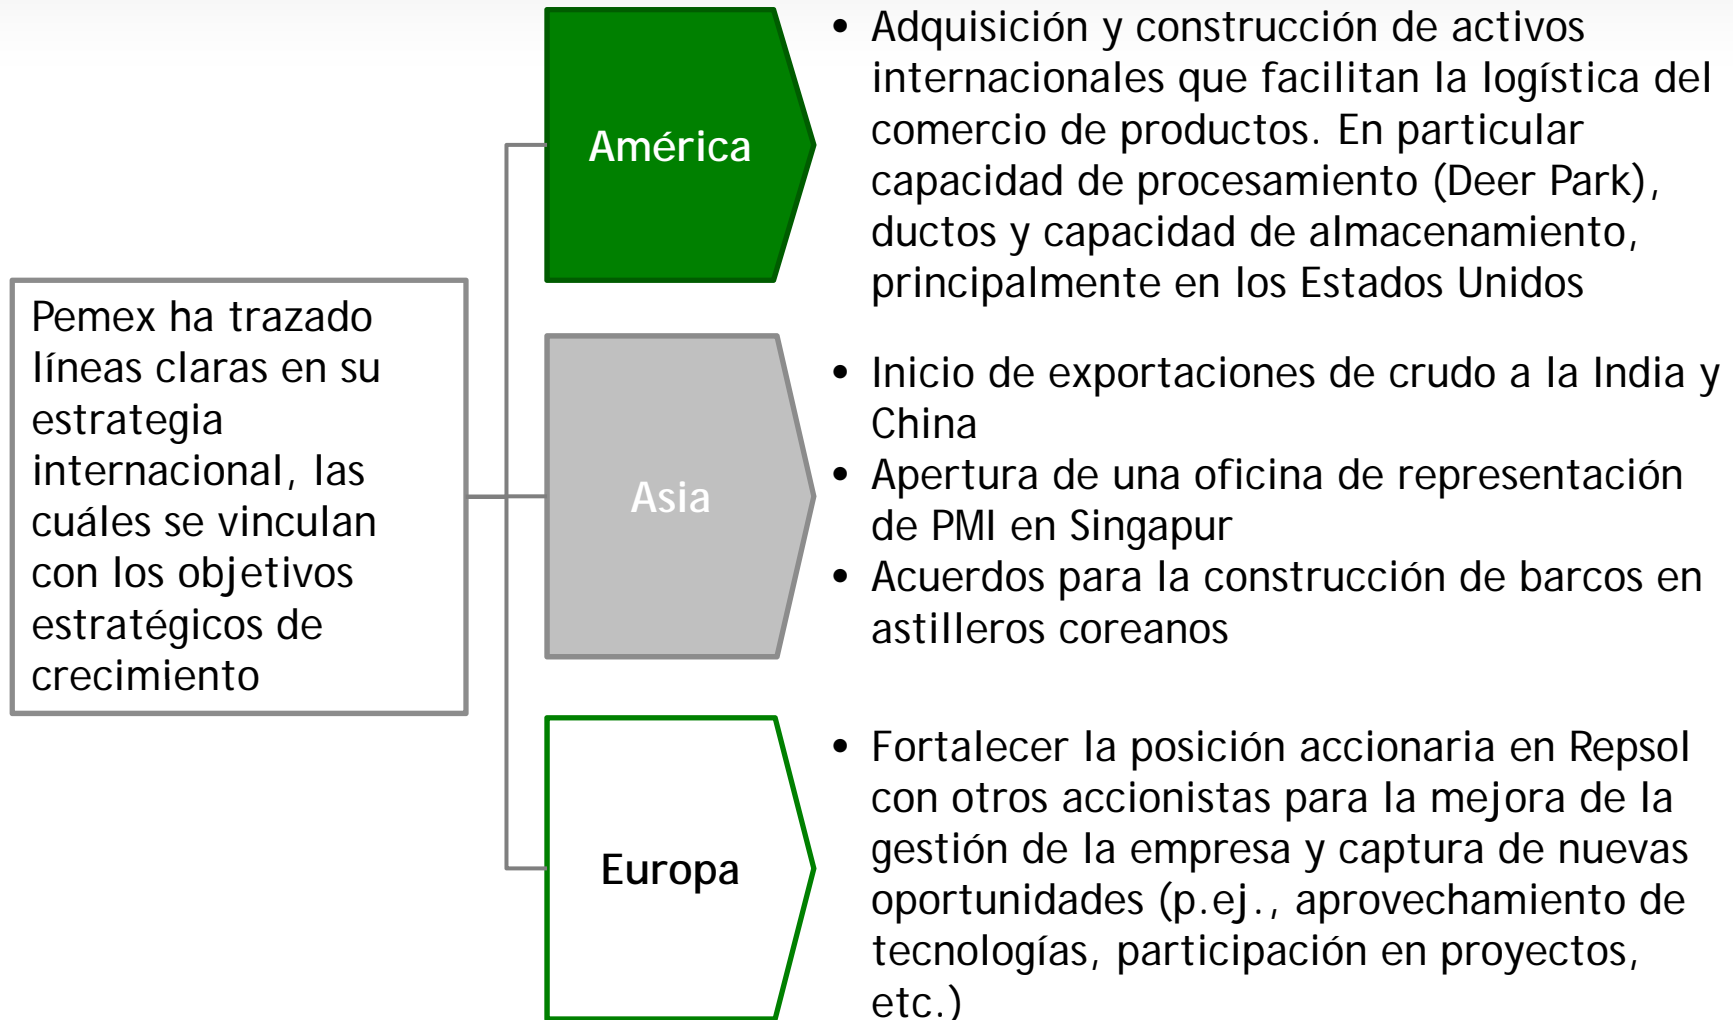 Pemex ha trazado
líneas claras en su
estrategia
internacional, las
cuáles se vinculan
con los objetivos
estratégicos de
crecimiento
América
• Adquisición y construcción de activos
internacionales que facilitan la logística del
comercio de productos. En particular
capacidad de procesamiento (Deer Park),
ductos y capacidad de almacenamiento,
principalmente en los Estados Unidos
Asia
• Inicio de exportaciones de crudo a la India y
China
• Apertura de una oficina de representación
de PMI en Singapur
• Acuerdos para la construcción de barcos en
astilleros coreanos
Europa
• Fortalecer la posición accionaria en Repsol
con otros accionistas para la mejora de la
gestión de la empresa y captura de nuevas
oportunidades (p.ej., aprovechamiento de
tecnologías, participación en proyectos,
etc.)